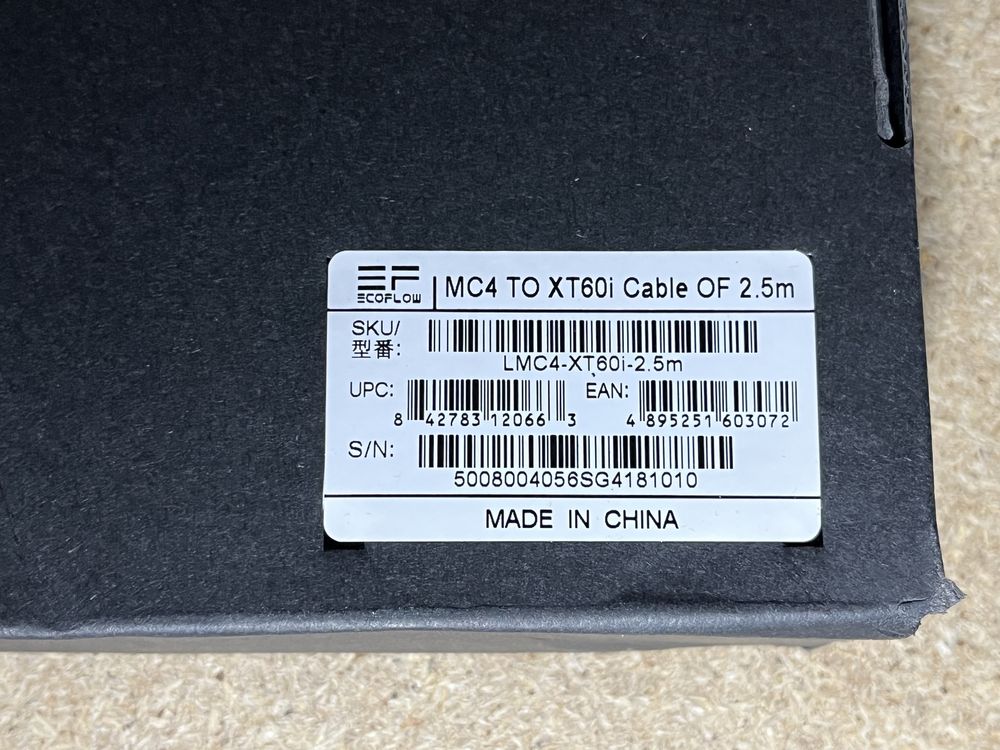 EF
ECOFLOW
MC4 TO XT60i Cable OF 2.5m
SKU/
型番:
LMC4-XT60i-2.5m
UPC: 8 42783 12066 3 EAN: 4 895251 603072
S/N:
5008004056SG4181010
MADE IN CHINA